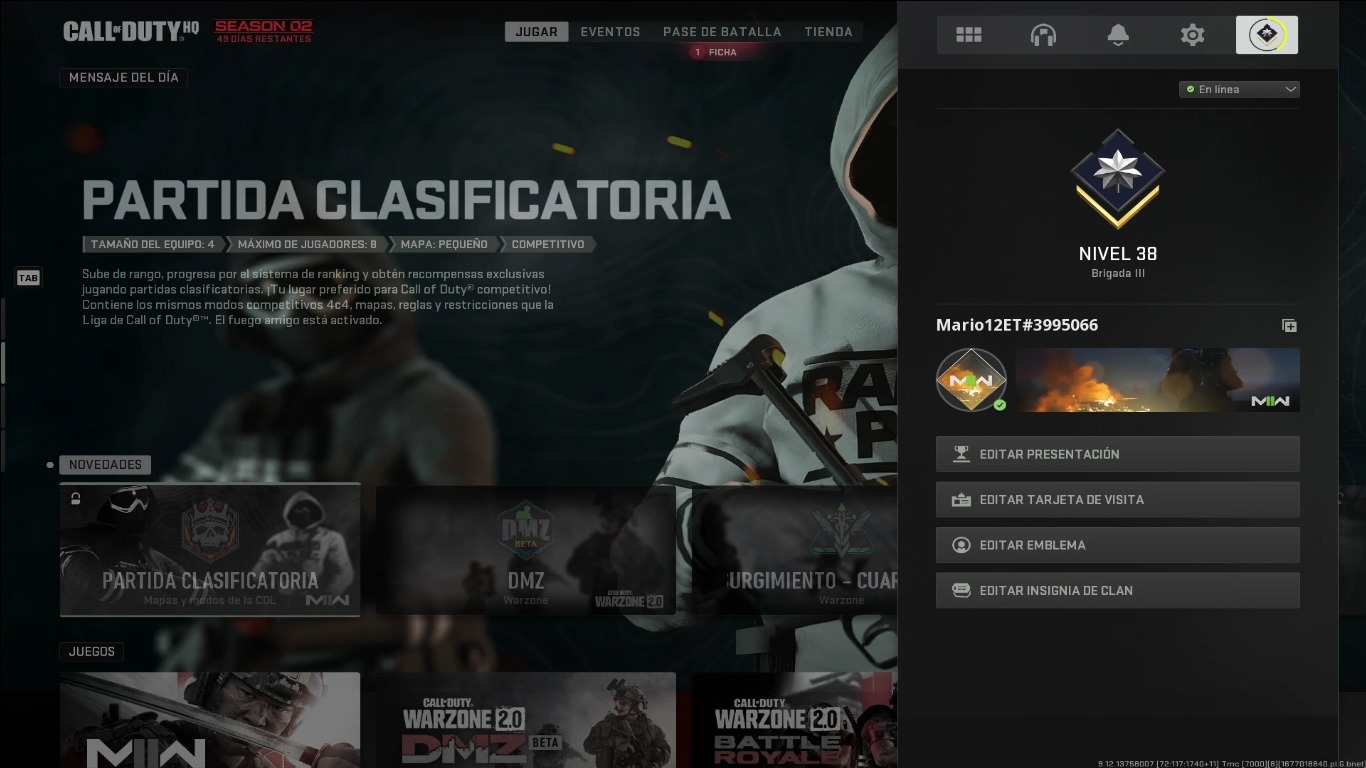 CALL OF DUTY HQ
SEASON 02
49 DÍAS RESTANTES
JUGAR
EVENTOS
PASE DE BATALLA
TIENDA
1 FICHA
MENSAJE DEL DÍA
PARTIDA CLASIFICATORIA
TAMAÑO DEL EQUIPO: 4
MÁXIMO DE JUGADORES: 8
MAPA: PEQUEÑO
COMPETITIVO
Sube de rango, progresa por el sistema de ranking y obtén recompensas exclusivas
jugando partidas clasificatorias. ¡Tu lugar preferido para Call of Duty® competitivo!
Contiene los mismos modos competitivos 4c4, mapas, reglas y restricciones que la
Liga de Call of Duty®™. El fuego amigo está activado.
TAB
RA
P
NOVEDADES
PARTIDA CLASIFICATORIA
Mapas y modos de la CDL
MW
DMZ
BETA
DMZ
Warzone
CALL OF DUTY
WARZONE 2.0
URGIMIENTO - CUAR
Warzone
JUEGOS
MW
CALL OF DUTY
WARZONE 2.0
DMZ BETA
CALL OF DUTY
WARZONE 2.0
BATTLE
ROYALE
En línea
NIVEL 38
Brigada III
Mario12ET#3995066
MW
MW
EDITAR PRESENTACIÓN
EDITAR TARJETA DE VISITA
EDITAR EMBLEMA
EDITAR INSIGNIA DE CLAN
9.12.13758007 [72:117:1740+11] Tmc [7000][8][1677018840.pl.G.bnet]